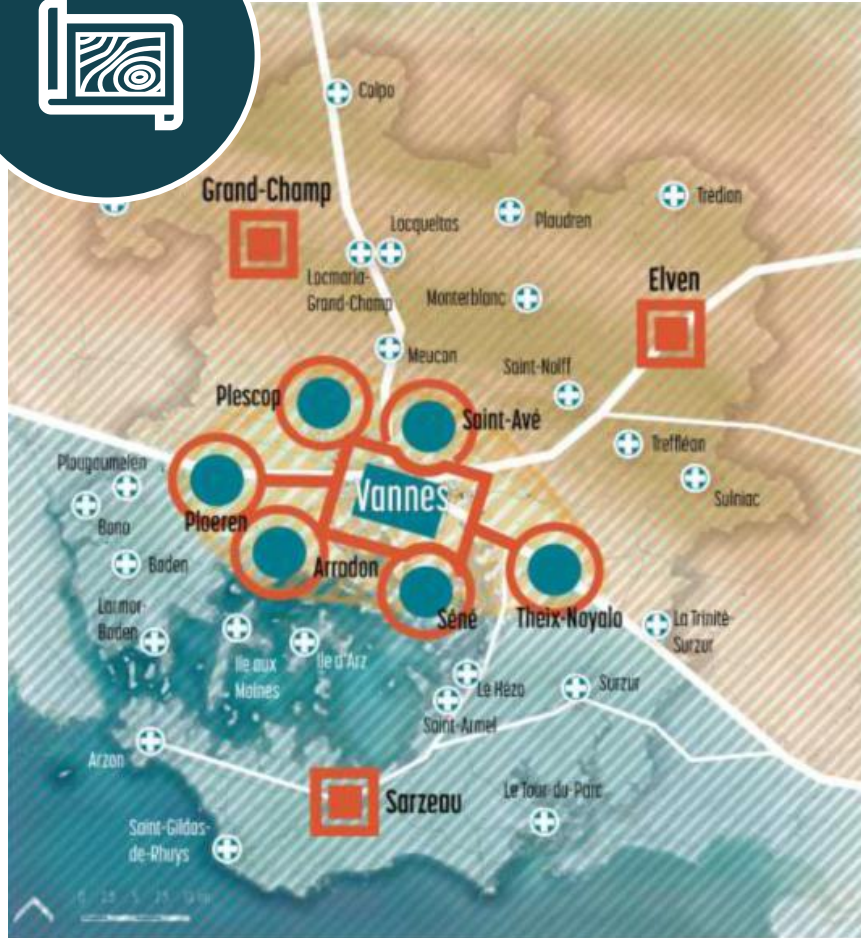 Colpo
Grand-Champ
Trédion
Locqueltas
Plaudren
Elven
Locmaria-
Grand-Champ
Monterblanc
Meucon
Saint-Nolff
Plescop
Saint-Avé
Treffléan
Plougoumelen
Sulniac
Vannes
Bono
Ploeren
Baden
Arradon
Larmor-
Baden
Séné
Theix-Noyalo
La Trinité-
Surzur
Ile aux
Moines
Ile d'Arz
Le Hézo
Surzur
Saint-Armel
Arzon
Sarzeau
Le Tour-du-Parc
Saint-Gildas-
de-Rhuys